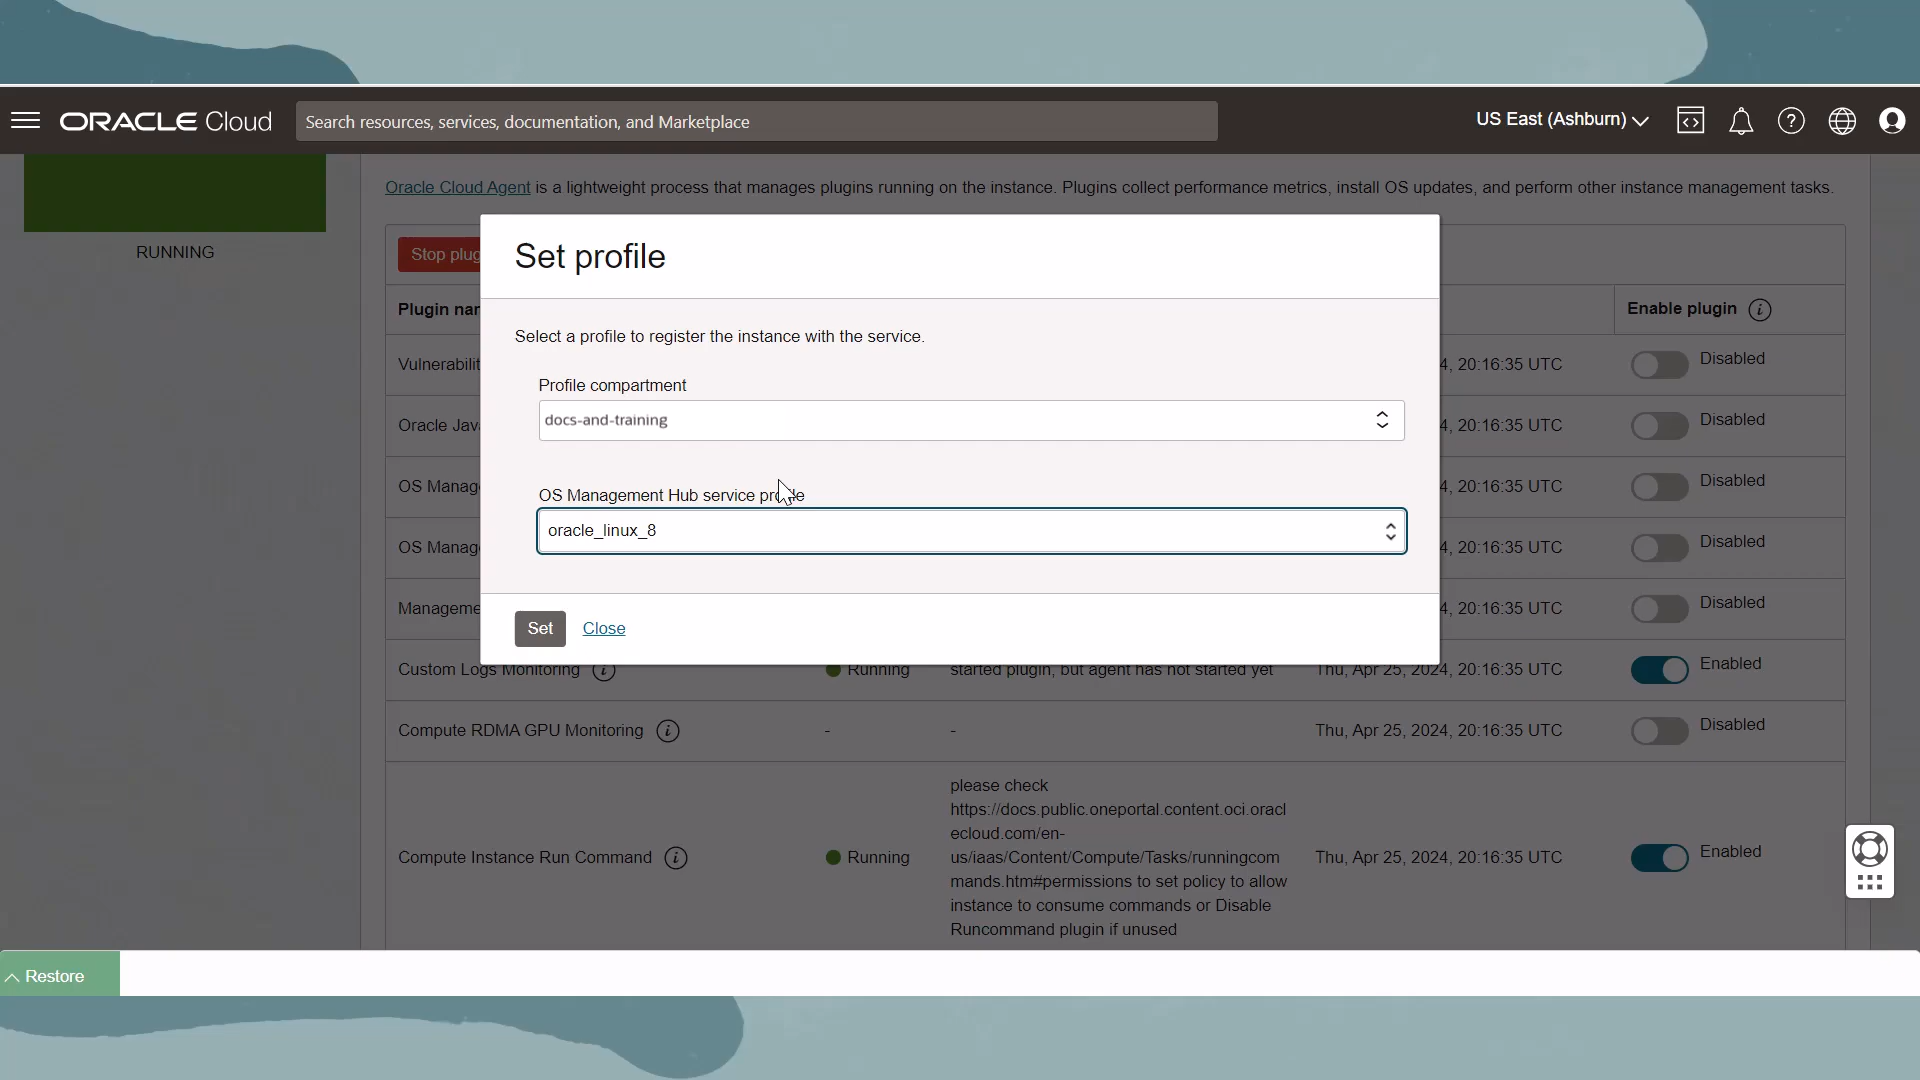 ORACLE Cloud
Search resources, services, documentation, and Marketplace
US East (Ashburn)
Oracle Cloud Agent is a lightweight process that manages plugins running on the instance. Plugins collect performance metrics, install OS updates, and perform other instance management tasks.
RUNNING
Stop plug
Set profile
Plugin nar
Enable plugin
Select a profile to register the instance with the service.
Vulnerabilit
4, 20:16:35 UTC
Disabled
Profile compartment
docs-and-training
Oracle Jav
4, 20:16:35 UTC
Disabled
OS Manag
4, 20:16:35 UTC
Disabled
OS Management Hub service profile
oracle_linux_8
OS Manag
4, 20:16:35 UTC
Disabled
Manageme
4, 20:16:35 UTC
Disabled
Set
Close
Custom Logs Monitoring
Running
started plugin, but agent has not started yet
Thu, Apr 25, 2024, 20:16:35 UTC
Enabled
Compute RDMA GPU Monitoring
-
-
Thu, Apr 25, 2024, 20:16:35 UTC
Disabled
Compute Instance Run Command
Running
please check
https://docs.public.oneportal.content.oci.oracl
ecloud.com/en-
us/iaas/Content/Compute/Tasks/runningcom
mands.htm#permissions to set policy to allow
instance to consume commands or Disable
Runcommand plugin if unused
Thu, Apr 25, 2024, 20:16:35 UTC
Enabled
Restore